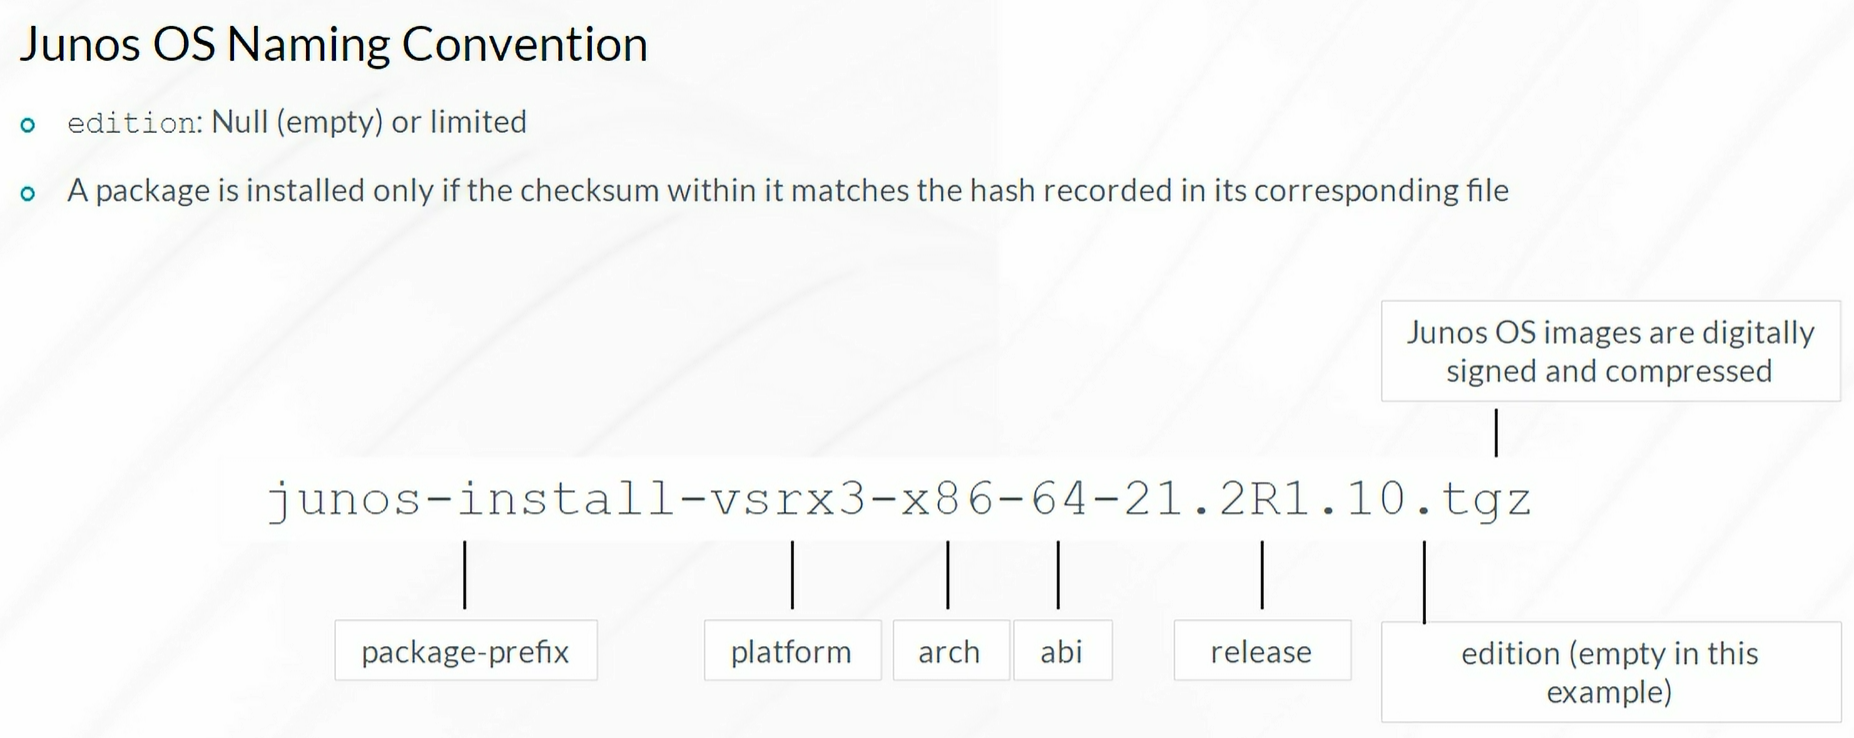 Junos OS Naming Convention
edition: Null (empty) or limited
A package is installed only if the checksum within it matches the hash recorded in its corresponding file
Junos OS images are digitally
signed and compressed
junos-install-vsrx3-x86-64-21.2R1.10.tgz
package-prefix
platform
arch
abi
release
edition (empty in this
example)